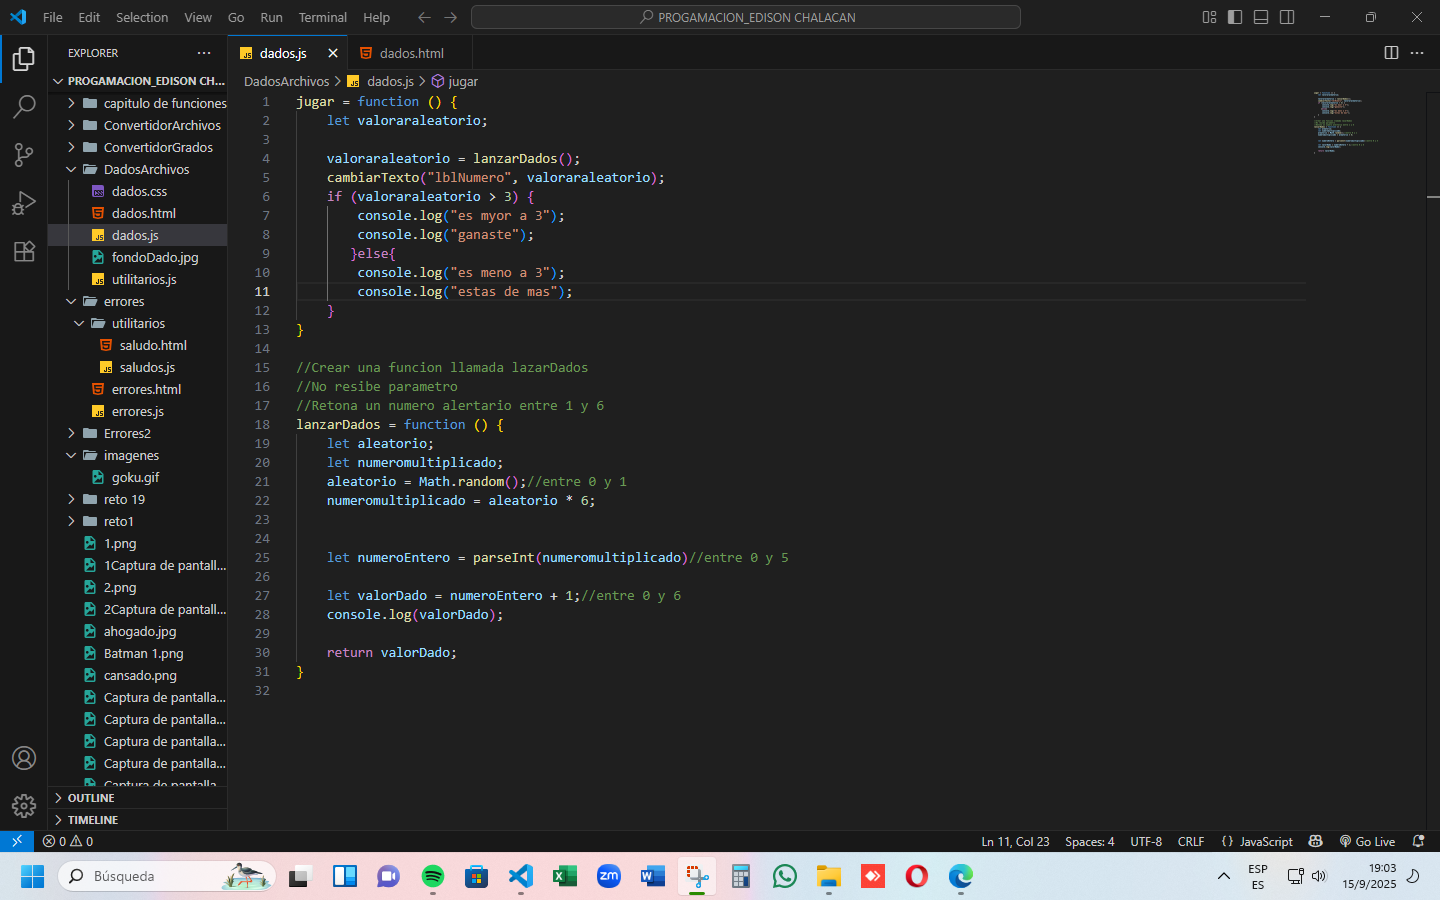 File Edit Selection View Go Run Terminal Help
PROGAMACION_EDISON CHALACAN
EXPLORER
PROGAMACION_EDISON CH...
capitulo de funciones
ConvertidorArchivos
ConvertidorGrados
DadosArchivos
dados.css
dados.html
dados.js
fondoDado.jpg
utilitarios.js
errores
utilitarios
saludo.html
saludos.js
errores.html
errores.js
Errores2
imagenes
goku.gif
reto 19
reto1
1.png
1Captura de pantall...
2.png
2Captura de pantall...
ahogado.jpg
Batman 1.png
cansado.png
Captura de pantalla...
Captura de pantalla...
Captura de pantalla...
Captura de pantalla...
Captura de pantalla
OUTLINE
TIMELINE
dados.js dados.html
DadosArchivos > dados.js > jugar
1 jugar = function () {
2 let valoraraleatorio;
3
4 valoraraleatorio = lanzarDados();
5 cambiarTexto("lblNumero", valoraraleatorio);
6 if (valoraraleatorio > 3) {
7 console.log("es myor a 3");
8 console.log("ganaste");
9 }else{
10 console.log("es meno a 3");
11 console.log("estas de mas");
12 }
13 }
14
15 //Crear una funcion llamada lazarDados
16 //No resibe parametro
17 //Retona un numero alertario entre 1 y 6
18 lanzarDados = function () {
19 let aleatorio;
20 let numeromultiplicado;
21 aleatorio = Math.random();//entre 0 y 1
22 numeromultiplicado = aleatorio * 6;
23
24
25 let numeroEntero = parseInt(numeromultiplicado)//entre 0 y 5
26
27 let valorDado = numeroEntero + 1;//entre 0 y 6
28 console.log(valorDado);
29
30 return valorDado;
31 }
32
0 0 Ln 11, Col 23 Spaces: 4 UTF-8 CRLF {} JavaScript Go Live
Búsqueda
zm
ESP
ES
19:03
15/9/2025